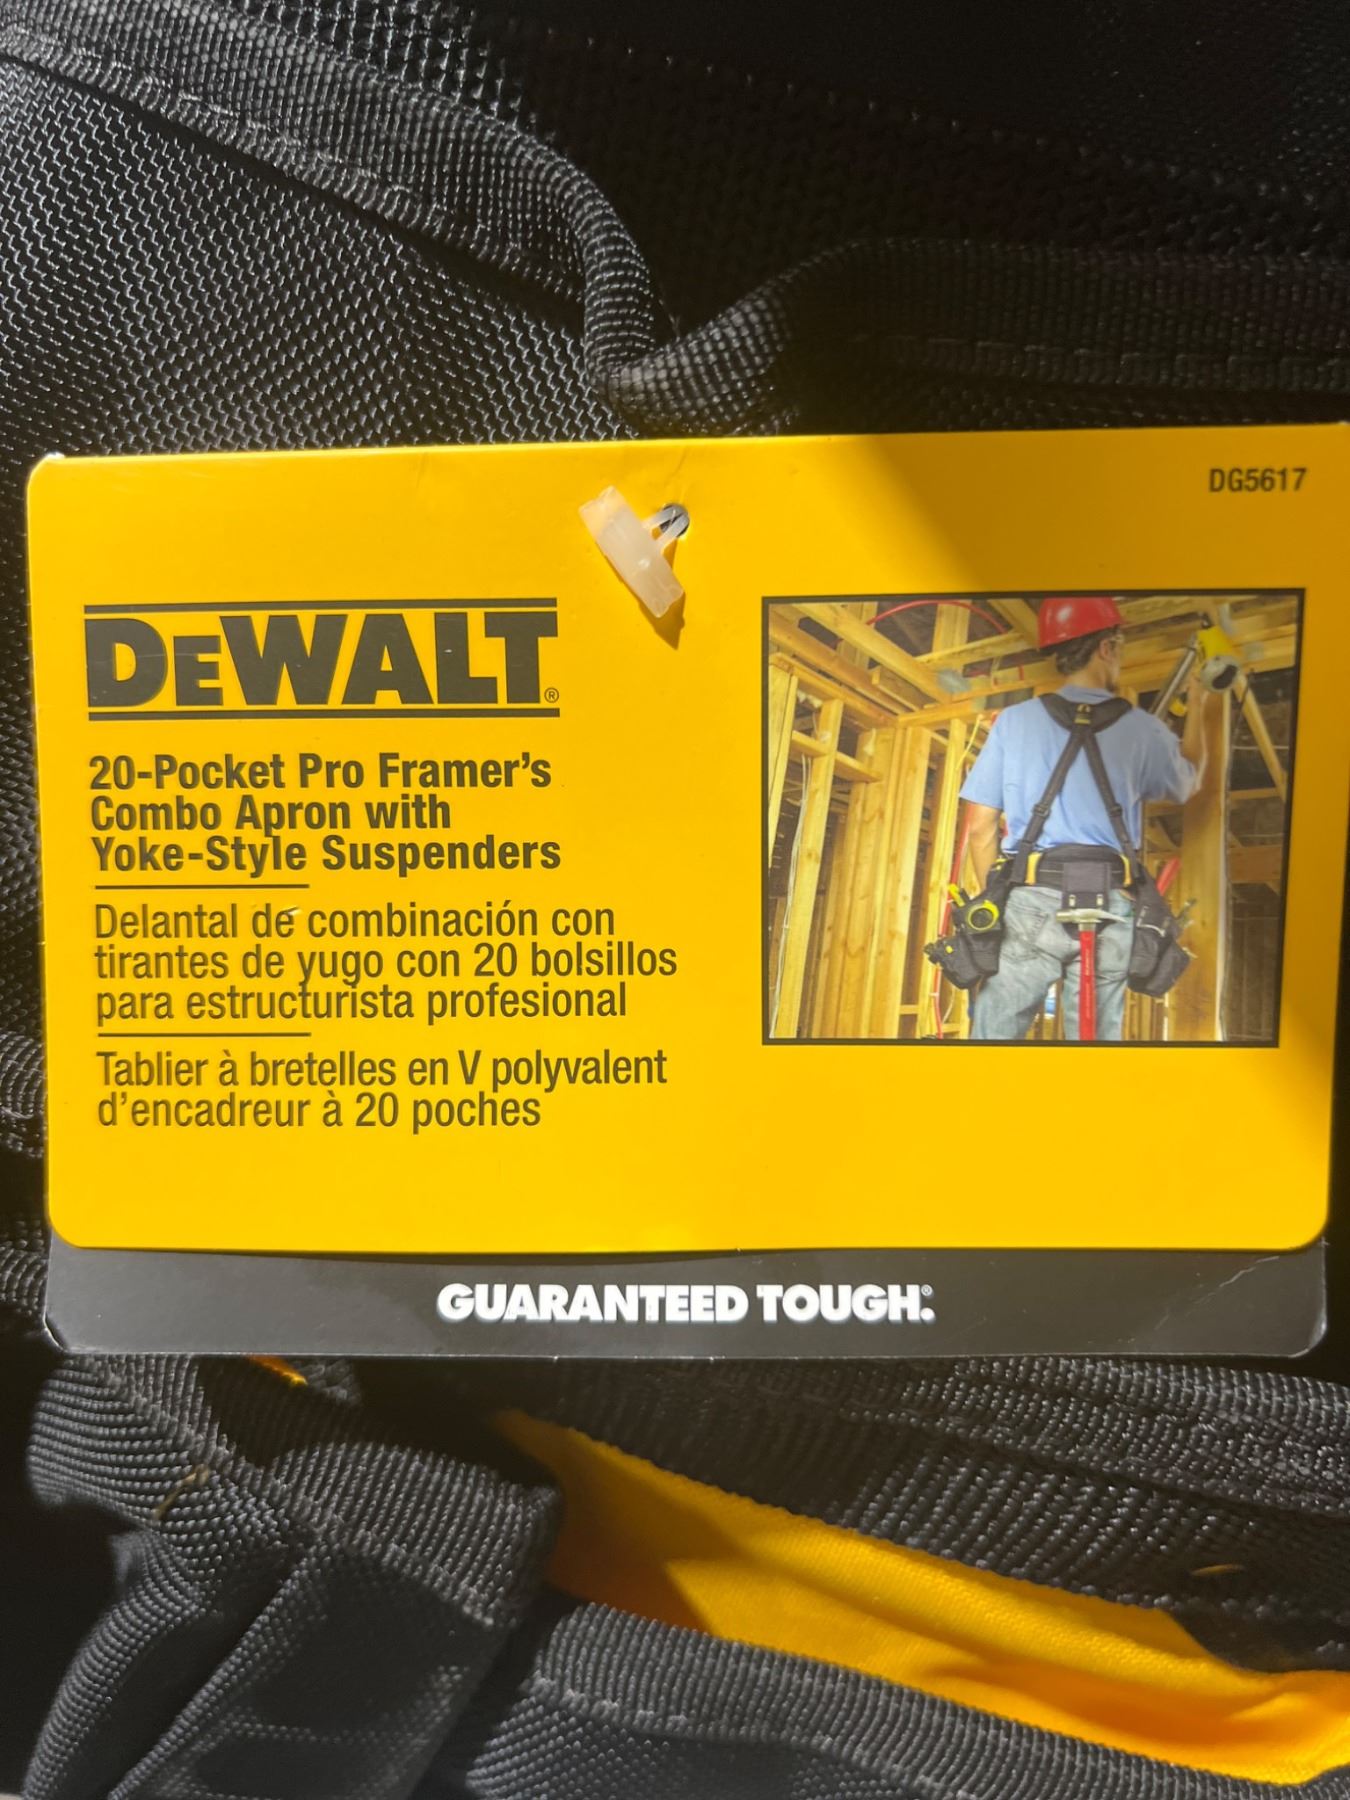 DG5617
DEWALT®
20-Pocket Pro Framer's
Combo Apron with
Yoke-Style Suspenders
Delantal de combinación con
tirantes de yugo con 20 bolsillos
para estructurista profesional
Tablier à bretelles en V polyvalent
d'encadreur à 20 poches
GUARANTEED TOUGH®.